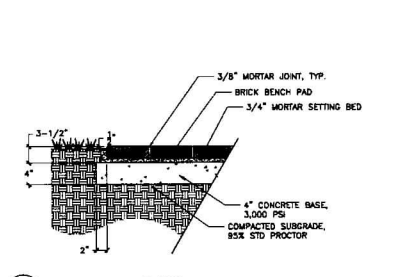 3/8" MORTAR JOINT, TYP.
BRICK BENCH PAD
3/4" MORTAR SETTING BED
3-1/2"
1"
4"
4" CONCRETE BASE,
3,000 PSI
COMPACTED SUBGRADE,
95% STD PROCTOR
2"